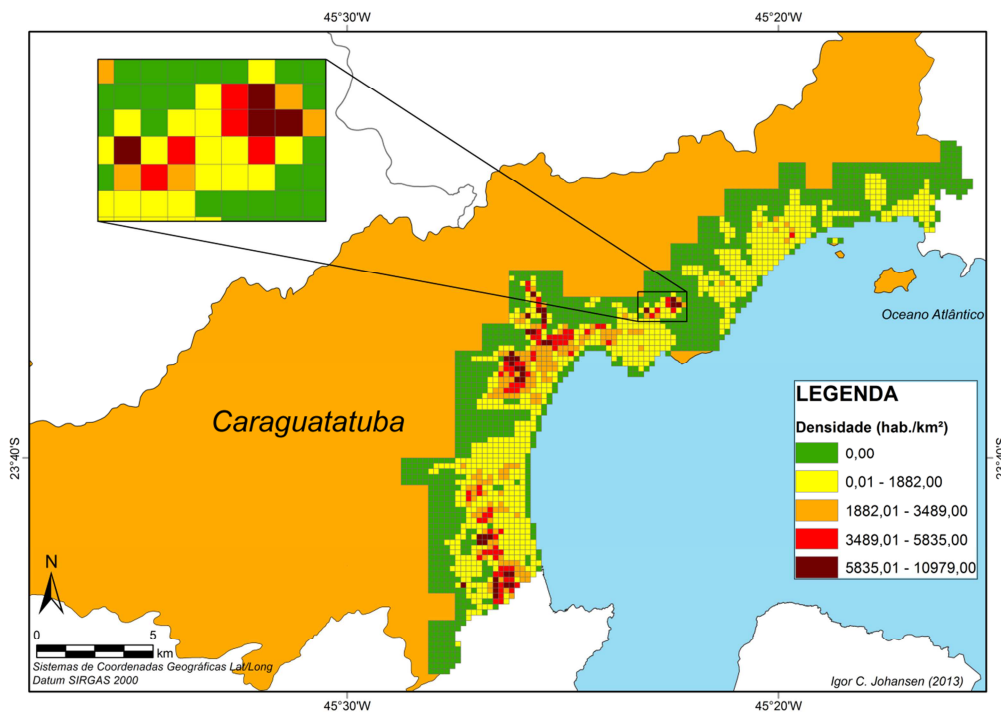 45°30'W
45°20'W
Oceano Atlântico
Caraguatatuba
23°40'S
23°40'S
LEGENDA
Densidade (hab./km²)
0,00
0,01 - 1882,00
1882,01 - 3489,00
3489,01 - 5835,00
5835,01 - 10979,00
N
0
5
km
Sistemas de Coordenadas Geográficas Lat/Long
Datum SIRGAS 2000
Igor C. Johansen (2013)
45°30'W
45°20'W